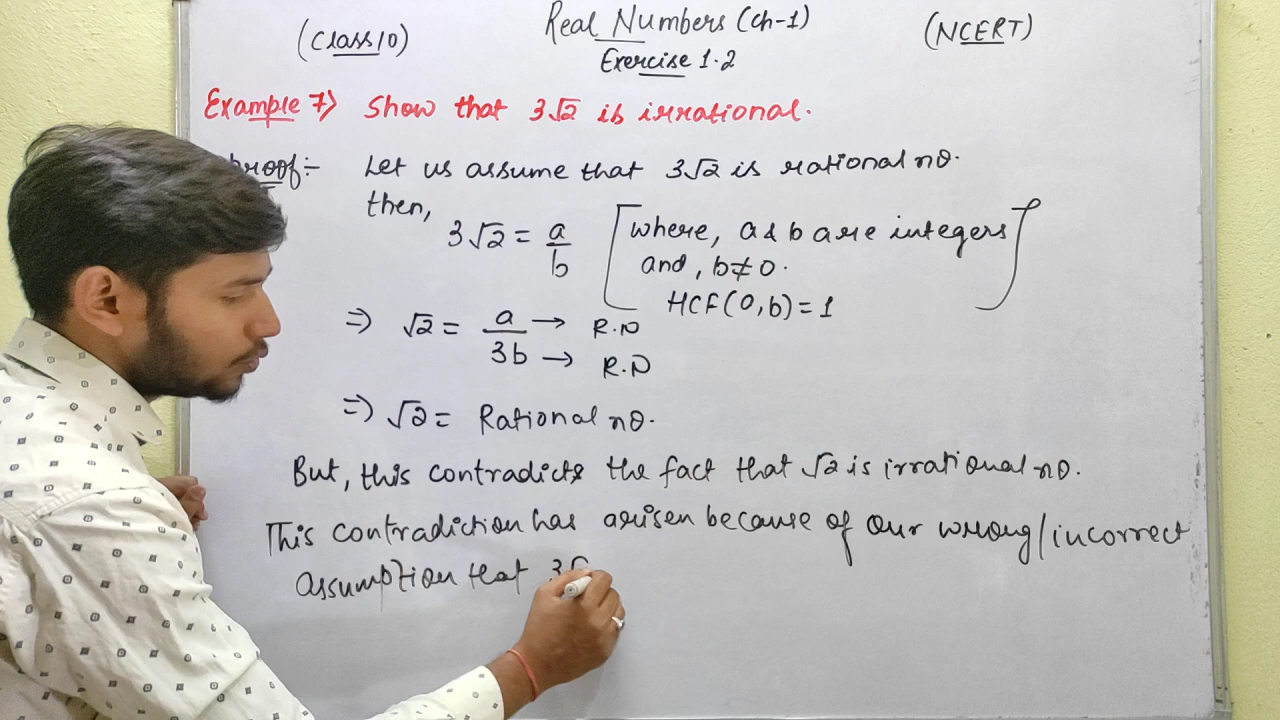 (Class 10)
Real Numbers (Ch-1)
(NCERT)
Exercise 1.2
Example 7) Show that 3√2 is irrational.
proof:- Let us assume that 3√2 is rational no.
then,
3√2 = a/b [where, a & b are integers
and, b≠0.
HCF(a,b)=1]
⇒ √2 = a/3b → R.N
→ R.N
⇒ √2 = Rational no.
But, this contradicts the fact that √2 is irrational no.
This contradiction has arisen because of our wrong/incorrect
assumption that 3